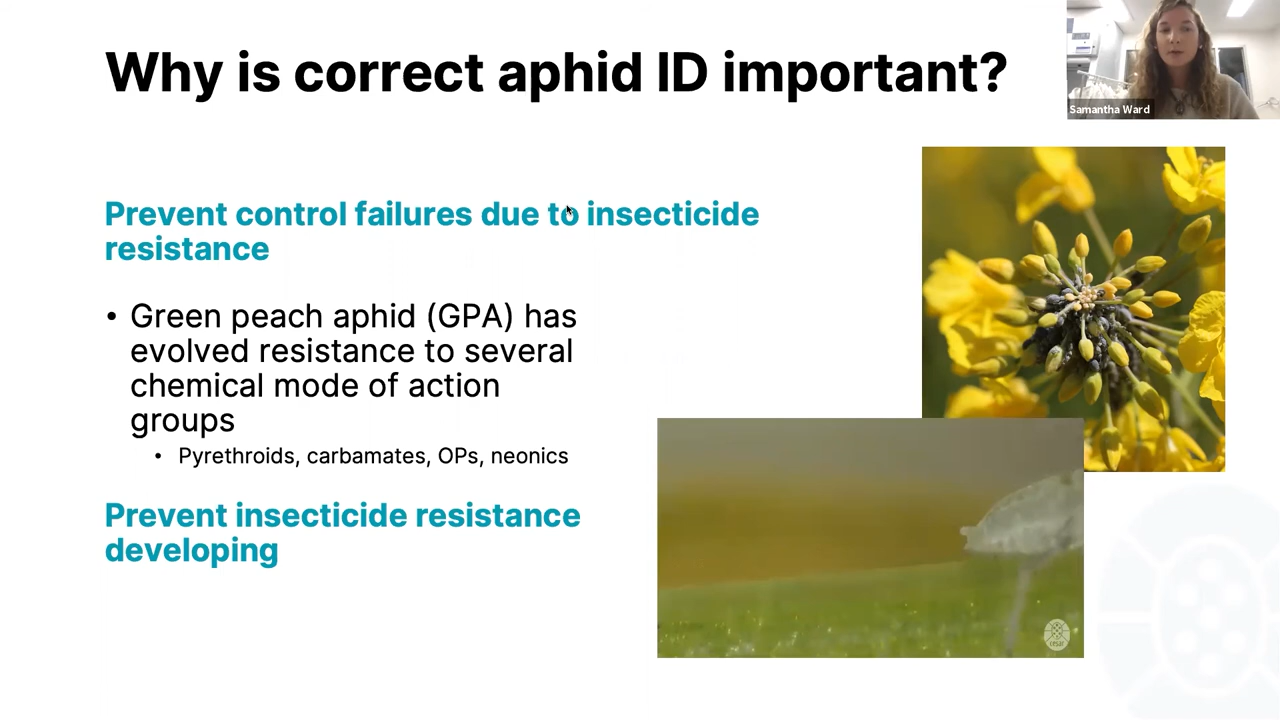 Why is correct aphid ID important?
Samantha Ward
Prevent control failures due to insecticide
resistance
• Green peach aphid (GPA) has
evolved resistance to several
chemical mode of action
groups
• Pyrethroids, carbamates, OPs, neonics
Prevent insecticide resistance
developing
cesar